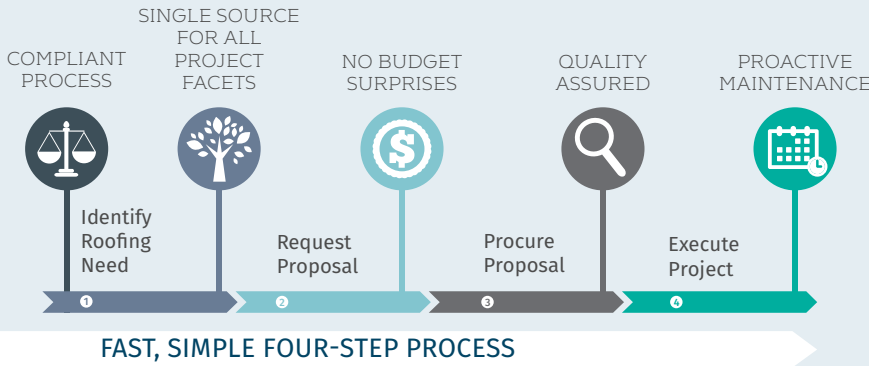 COMPLIANT
PROCESS
SINGLE SOURCE
FOR ALL
PROJECT
FACETS
NO BUDGET
SURPRISES
QUALITY
ASSURED
PROACTIVE
MAINTENANCE
$
Identify
Roofing
Need
Request
Proposal
Procure
Proposal
Execute
Project
1
2
3
4
FAST, SIMPLE FOUR-STEP PROCESS